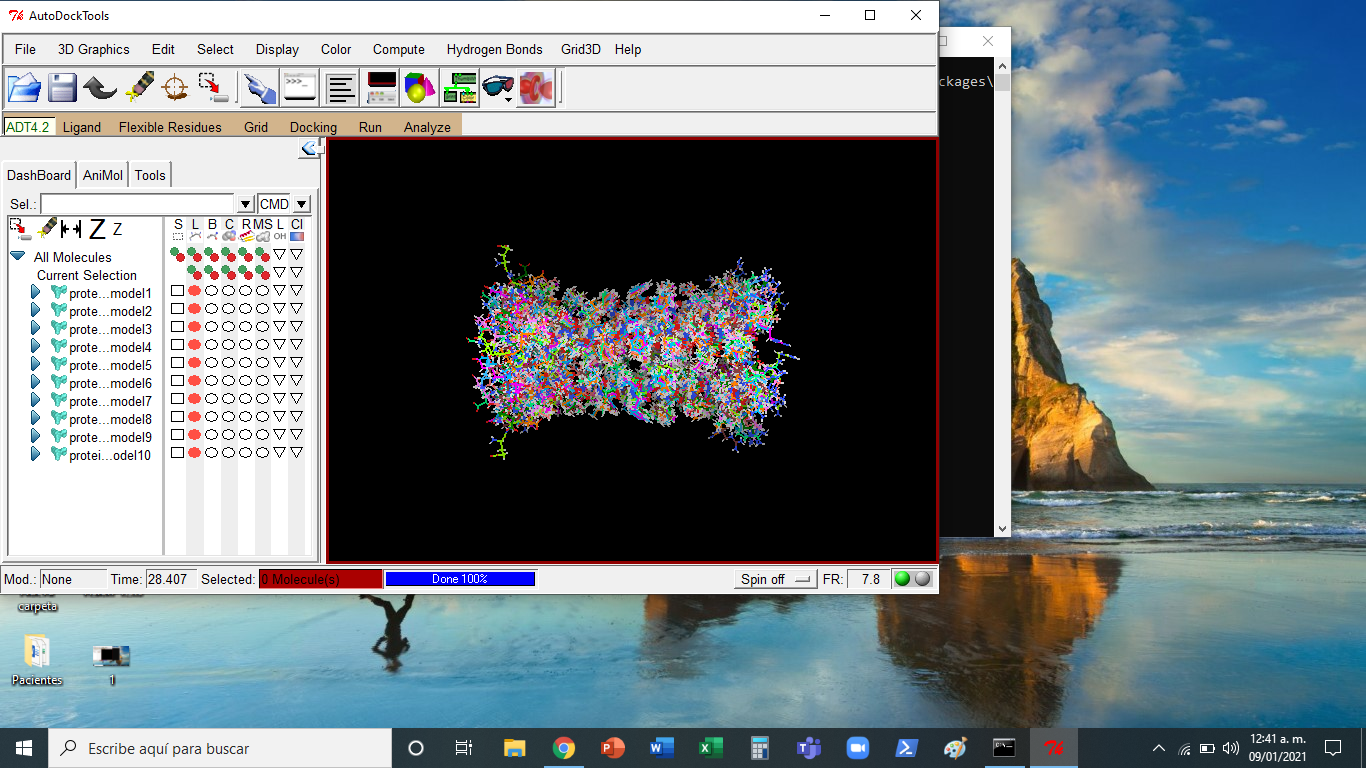 AutoDockTools
File 3D Graphics Edit Select Display Color Compute Hydrogen Bonds Grid3D Help
ckages\
ADT4.2 Ligand Flexible Residues Grid Docking Run Analyze
DashBoard AniMol Tools
Sel.: CMD
Z Z S L B C R MS L Cl
OH
All Molecules
Current Selection
prote...model1
prote...model2
prote...model3
prote...model4
prote...model5
prote...model6
prote...model7
prote...model8
prote...model9
protei...odel10
Mod.: None Time: 28.407 Selected: 0 Molecule(s) Done 100% Spin off FR: 7.8
carpeta
Pacientes 1
Escribe aquí para buscar
12:41 a. m.
09/01/2021